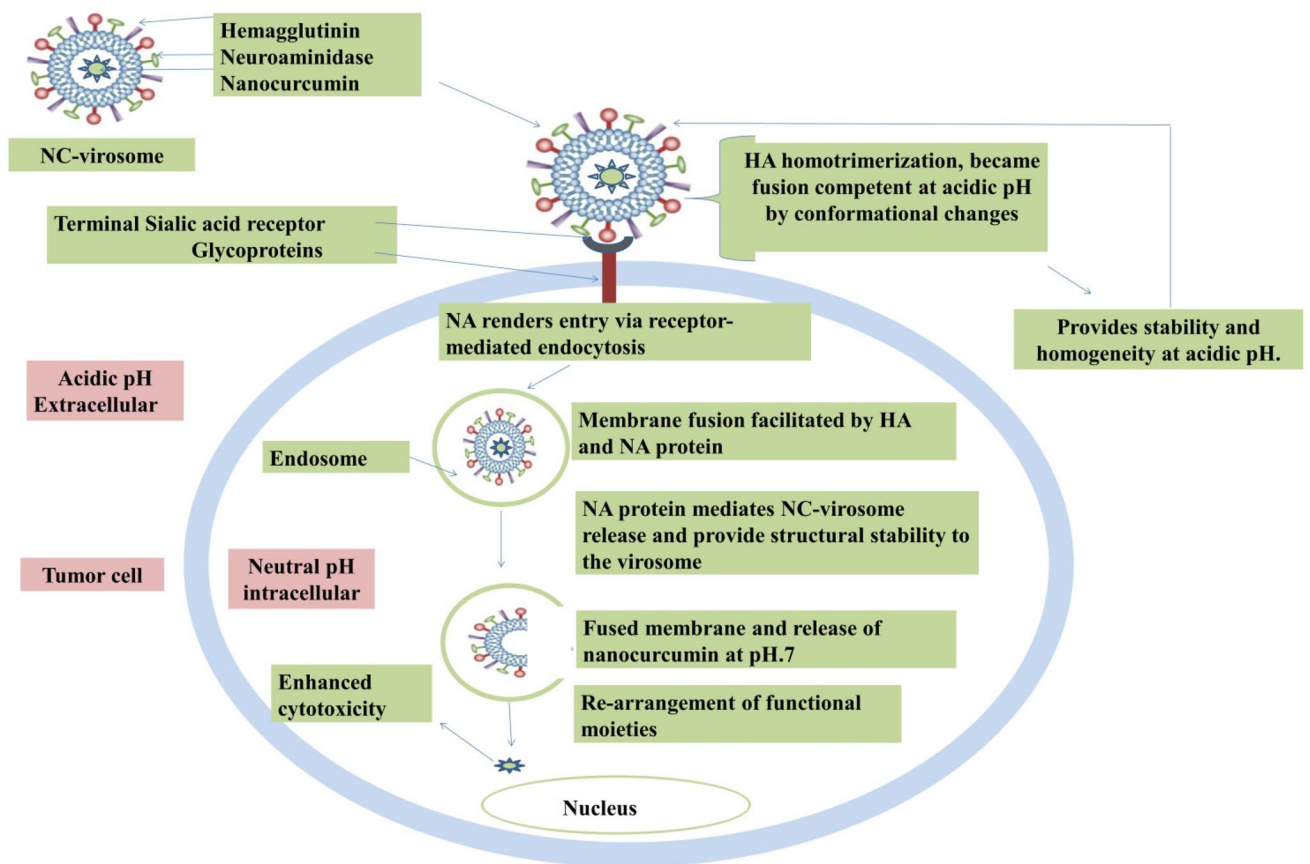 Hemagglutinin
Neuroaminidase
Nanocurcumin
NC-virosome
HA homotrimerization, became
fusion competent at acidic pH
by conformational changes
Terminal Sialic acid receptor
Glycoproteins
NA renders entry via receptor-
mediated endocytosis
Provides stability and
homogeneity at acidic pH.
Acidic pH
Extracellular
Membrane fusion facilitated by HA
and NA protein
Endosome
NA protein mediates NC-virosome
release and provide structural stability to
the virosome
Tumor cell
Neutral pH
intracellular
Fused membrane and release of
nanocurcumin at pH.7
Enhanced
cytotoxicity
Re-arrangement of functional
moieties
Nucleus